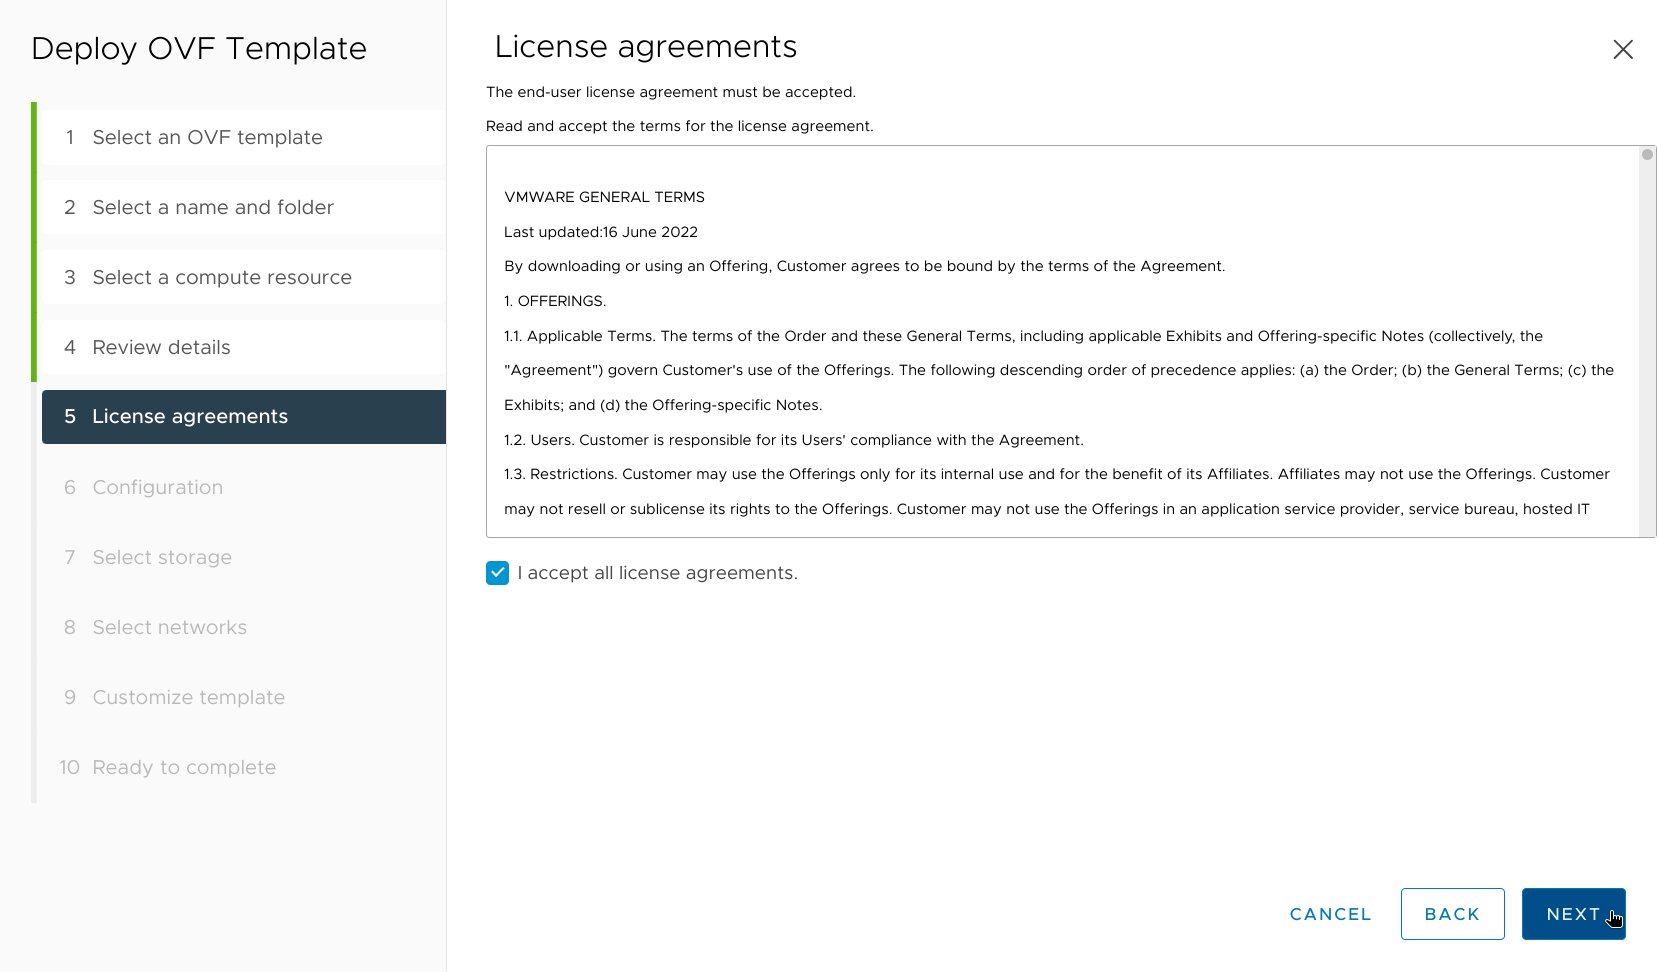 Deploy OVF Template
1 Select an OVF template
2 Select a name and folder
3 Select a compute resource
4 Review details
5 License agreements
6 Configuration
7 Select storage
8 Select networks
9 Customize template
10 Ready to complete
License agreements
The end-user license agreement must be accepted.
Read and accept the terms for the license agreement.
VMWARE GENERAL TERMS
Last updated:16 June 2022
By downloading or using an Offering, Customer agrees to be bound by the terms of the Agreement.
1. OFFERINGS.
1.1. Applicable Terms. The terms of the Order and these General Terms, including applicable Exhibits and Offering-specific Notes (collectively, the
"Agreement") govern Customer's use of the Offerings. The following descending order of precedence applies: (a) the Order; (b) the General Terms; (c) the
Exhibits; and (d) the Offering-specific Notes.
1.2. Users. Customer is responsible for its Users' compliance with the Agreement.
1.3. Restrictions. Customer may use the Offerings only for its internal use and for the benefit of its Affiliates. Affiliates may not use the Offerings. Customer
may not resell or sublicense its rights to the Offerings. Customer may not use the Offerings in an application service provider, service bureau, hosted IT
I accept all license agreements.
CANCEL
BACK
NEXT